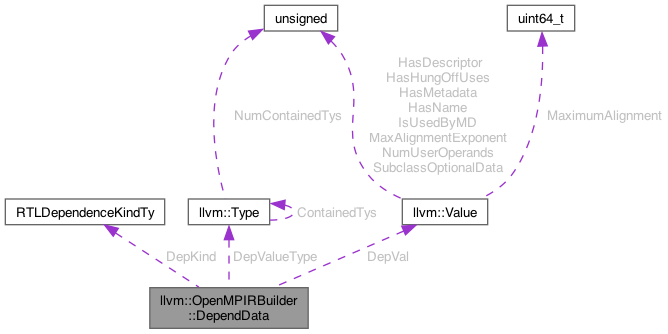 unsigned
uint64_t
HasDescriptor
HasHungOffUses
HasMetadata
HasName
IsUsedByMD
MaxAlignmentExponent
NumUserOperands
SubclassOptionalData
NumContainedTys
MaximumAlignment
RTLDependenceKindTy
llvm::Type
ContainedTys
llvm::Value
DepKind
DepValueType
DepVal
llvm::OpenMPIRBuilder
::DependData